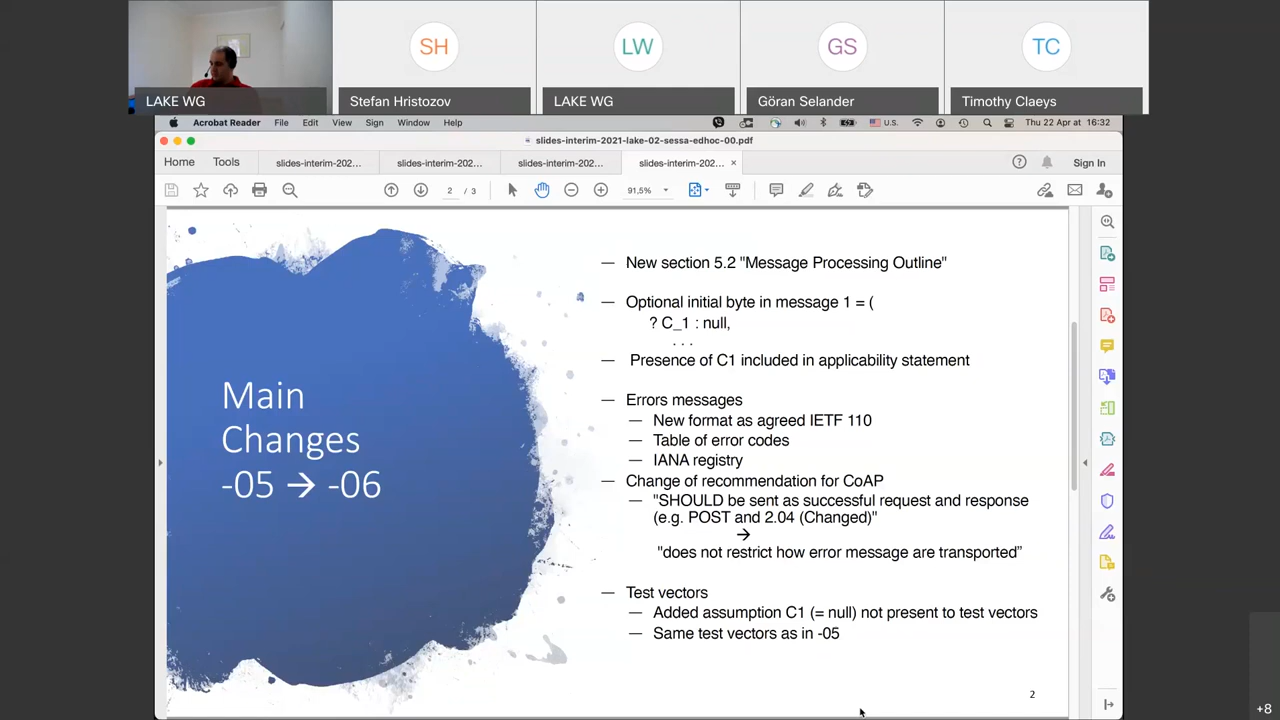 SH
LW
GS
TC
LAKE WG
Stefan Hristozov
LAKE WG
Göran Selander
Timothy Claeys
Acrobat Reader File Edit View Sign Window Help
U.S.
Thu 22 Apr at 16:32
slides-interim-2021-lake-02-sessa-edhoc-00.pdf
Home Tools slides-interim-202... slides-interim-202... slides-interim-202... slides-interim-202... × Sign In
2 / 3
91,5%
Main
Changes
-05 → -06
— New section 5.2 "Message Processing Outline"
— Optional initial byte in message 1 = (
? C_1 : null,
. . .
— Presence of C1 included in applicability statement
— Errors messages
— New format as agreed IETF 110
— Table of error codes
— IANA registry
— Change of recommendation for CoAP
— "SHOULD be sent as successful request and response
(e.g. POST and 2.04 (Changed)"
→
"does not restrict how error message are transported”
— Test vectors
— Added assumption C1 (= null) not present to test vectors
— Same test vectors as in -05
2
+8